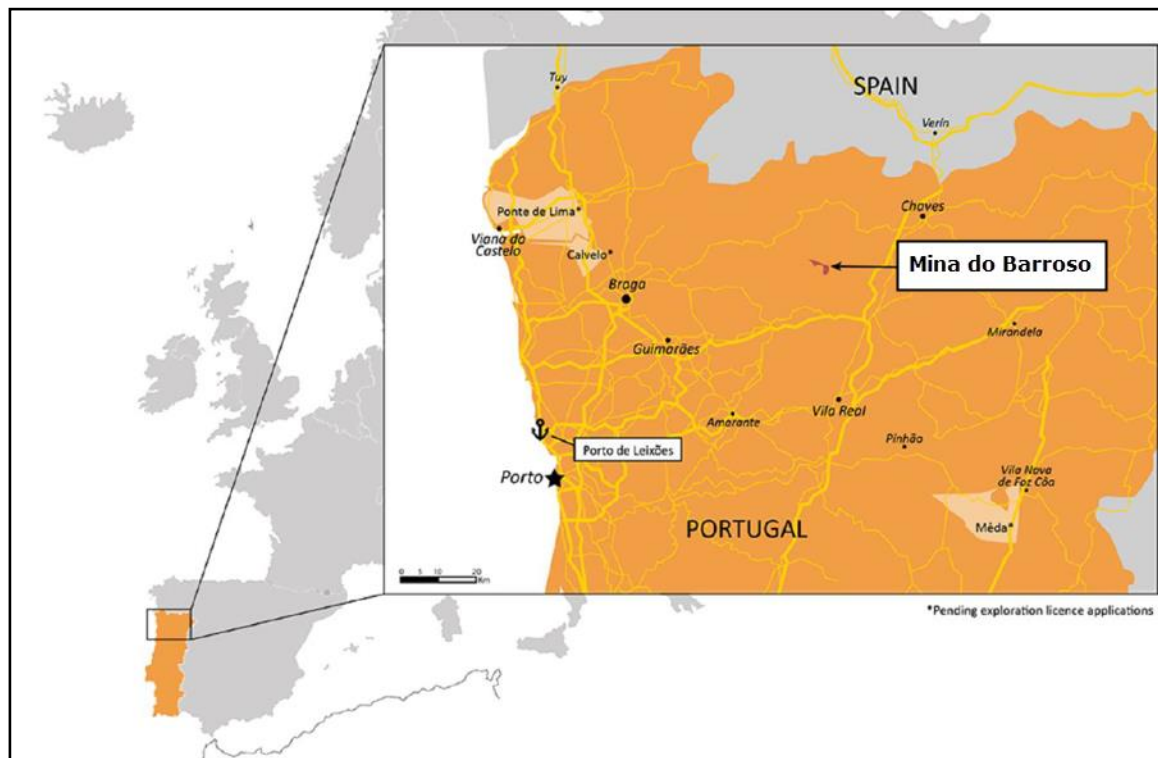 Tuy
SPAIN
Verín
Ponte de Lima*
Chaves
Viana do
Castelo
Calvelo*
Mina do Barroso
Braga
Mirandela
Guimarães
Vila Real
Amarante
Pinhão
Porto de Leixões
Vila Nova
de Foz Côa
Porto
PORTUGAL
Mêda*
0 5 10 20
Km
*Pending exploration licence applications